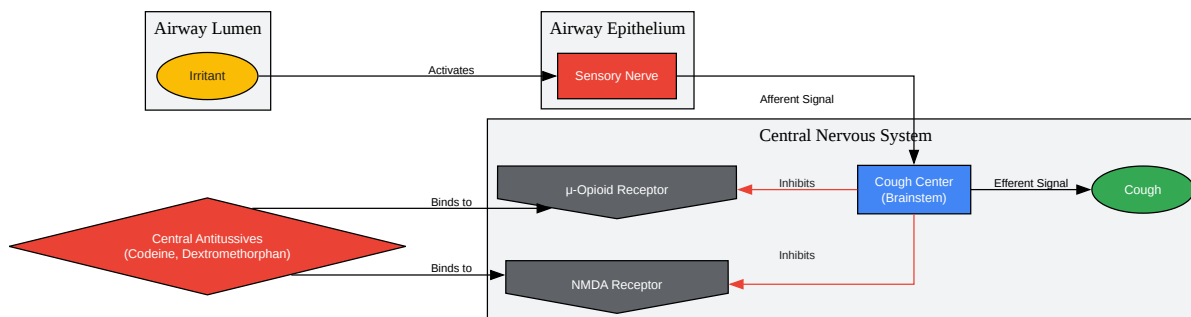 Airway Lumen
Airway Epithelium
Irritant
Activates
Sensory Nerve
Afferent Signal
Central Nervous System
μ-Opioid Receptor
Inhibits
Cough Center
(Brainstem)
Efferent Signal
Cough
Binds to
Central Antitussives
(Codeine, Dextromethorphan)
Inhibits
Binds to
NMDA Receptor